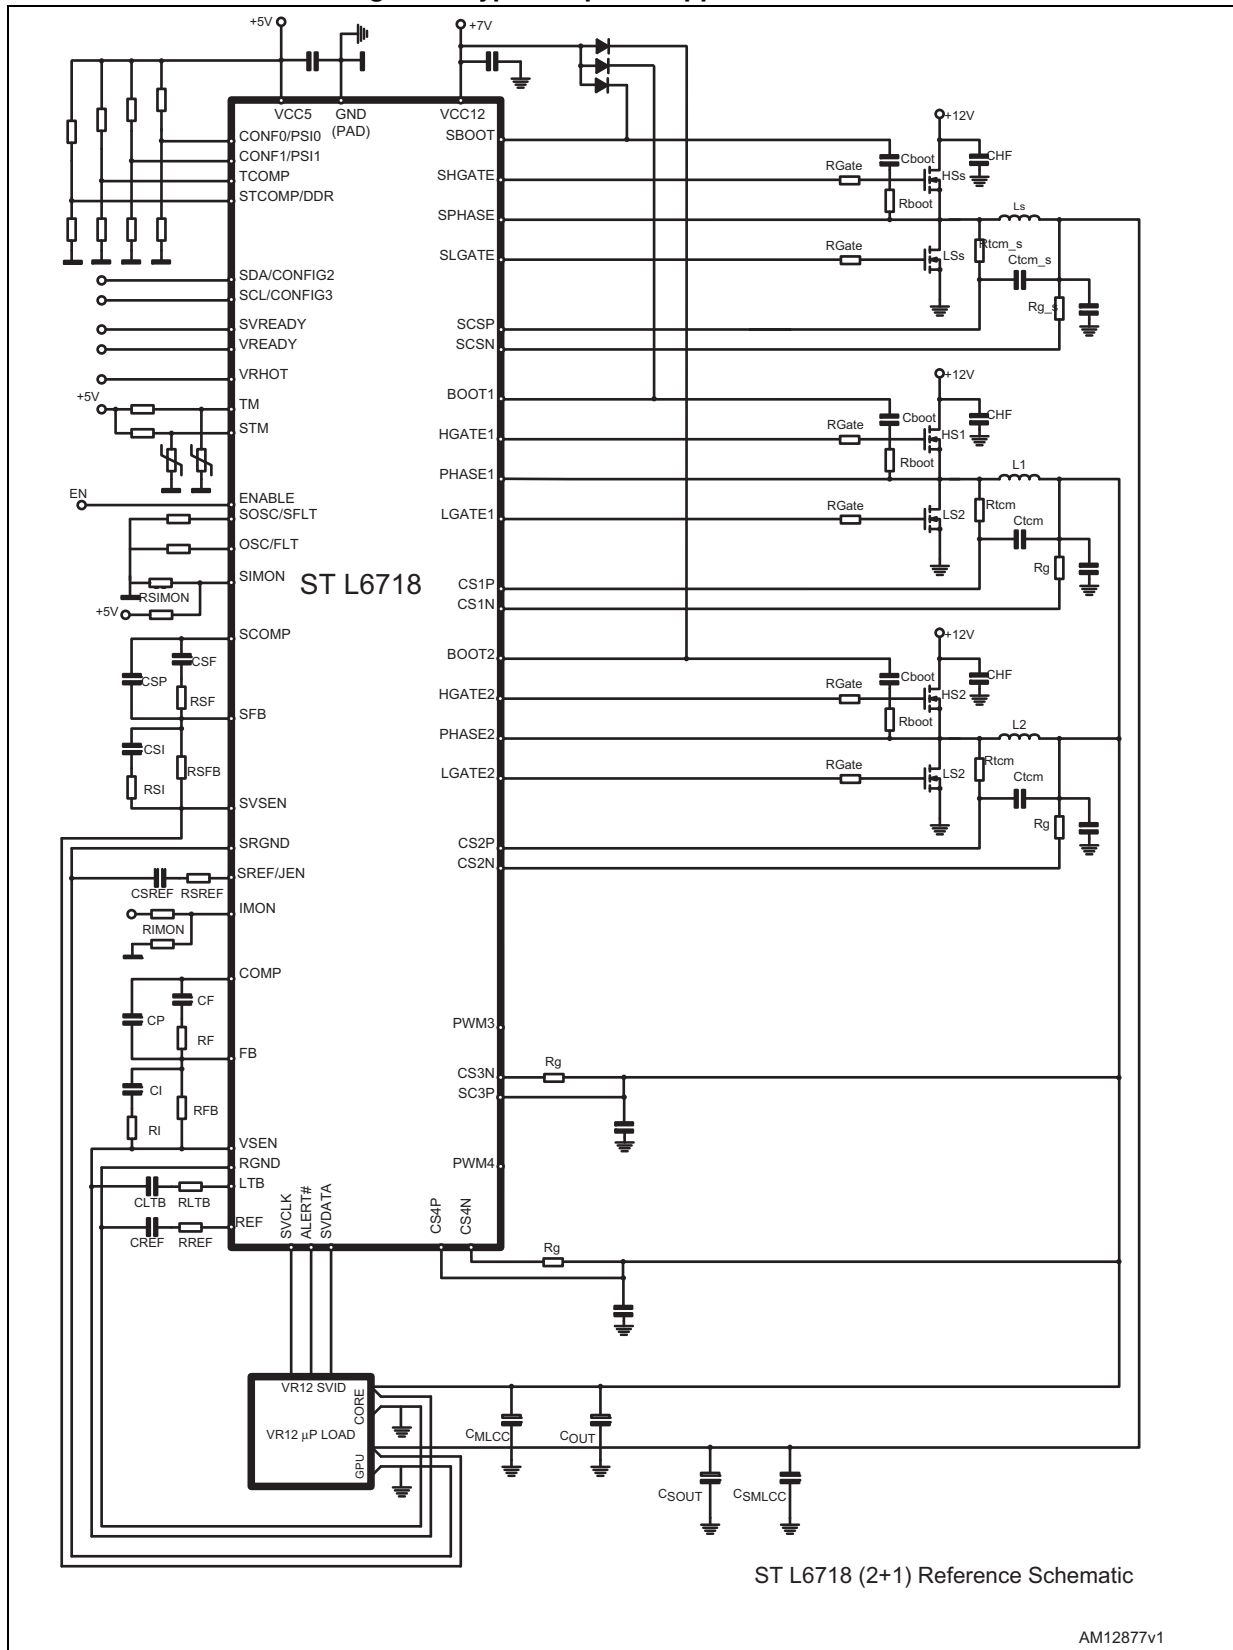 +5V
+7V
VCC5
GND
(PAD)
VCC12
SBOOT
CONF0/PSI0
CONF1/PSI1
TCOMP
STCOMP/DDR
SHGATE
SPHASE
SLGATE
RGate
RGate
Cboot
Rboot
+12V
CHF
HSs
LSs
Ls
Rtcm_s
Ctcm_s
Rg_s
SDA/CONFIG2
SCL/CONFIG3
SVREADY
VREADY
VRHOT
SCSP
SCSN
+5V
TM
STM
BOOT1
HGATE1
PHASE1
LGATE1
RGate
RGate
Cboot
Rboot
+12V
CHF
HS1
LS2
L1
Rtcm
Ctcm
Rg
EN
ENABLE
SOSC/SFLT
OSC/FLT
SIMON
RSIMON
+5V
ST L6718
CS1P
CS1N
SCOMP
CSF
CSP
RSF
SFB
CSI
RSFB
RSI
SVSEN
BOOT2
HGATE2
PHASE2
LGATE2
RGate
RGate
Cboot
Rboot
+12V
CHF
HS2
LS2
L2
Rtcm
Ctcm
Rg
SRGND
SREF/JEN
CSREF
RSREF
CS2P
CS2N
IMON
RIMON
COMP
CF
CP
RF
FB
CI
RFB
RI
VSEN
RGND
LTB
CLTB
RLTB
REF
CREF
RREF
PWM3
CS3N
SC3P
Rg
PWM4
SVCLK
ALERT#
SVDATA
CS4P
CS4N
Rg
VR12 SVID
CORE
VR12 μP LOAD
GPU
CMLCC
COUT
CSOUT
CSMLCC
ST L6718 (2+1) Reference Schematic
AM12877v1